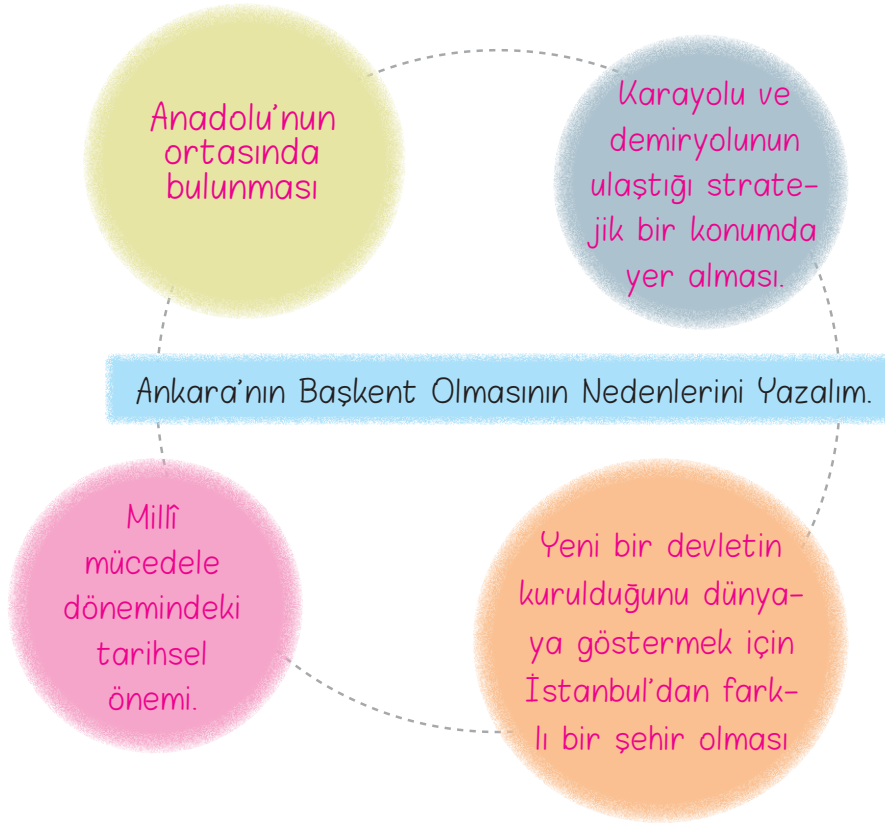 Anadolu'nun
ortasında
bulunması
Karayolu ve
demiryolunun
ulaştığı strate-
jik bir konumda
yer alması.
Ankara'nın Başkent Olmasının Nedenlerini Yazalım.
Millî
mücedele
dönemindeki
tarihsel
önemi.
Yeni bir devletin
kurulduğunu dünya-
ya göstermek için
İstanbul'dan fark-
lı bir şehir olması